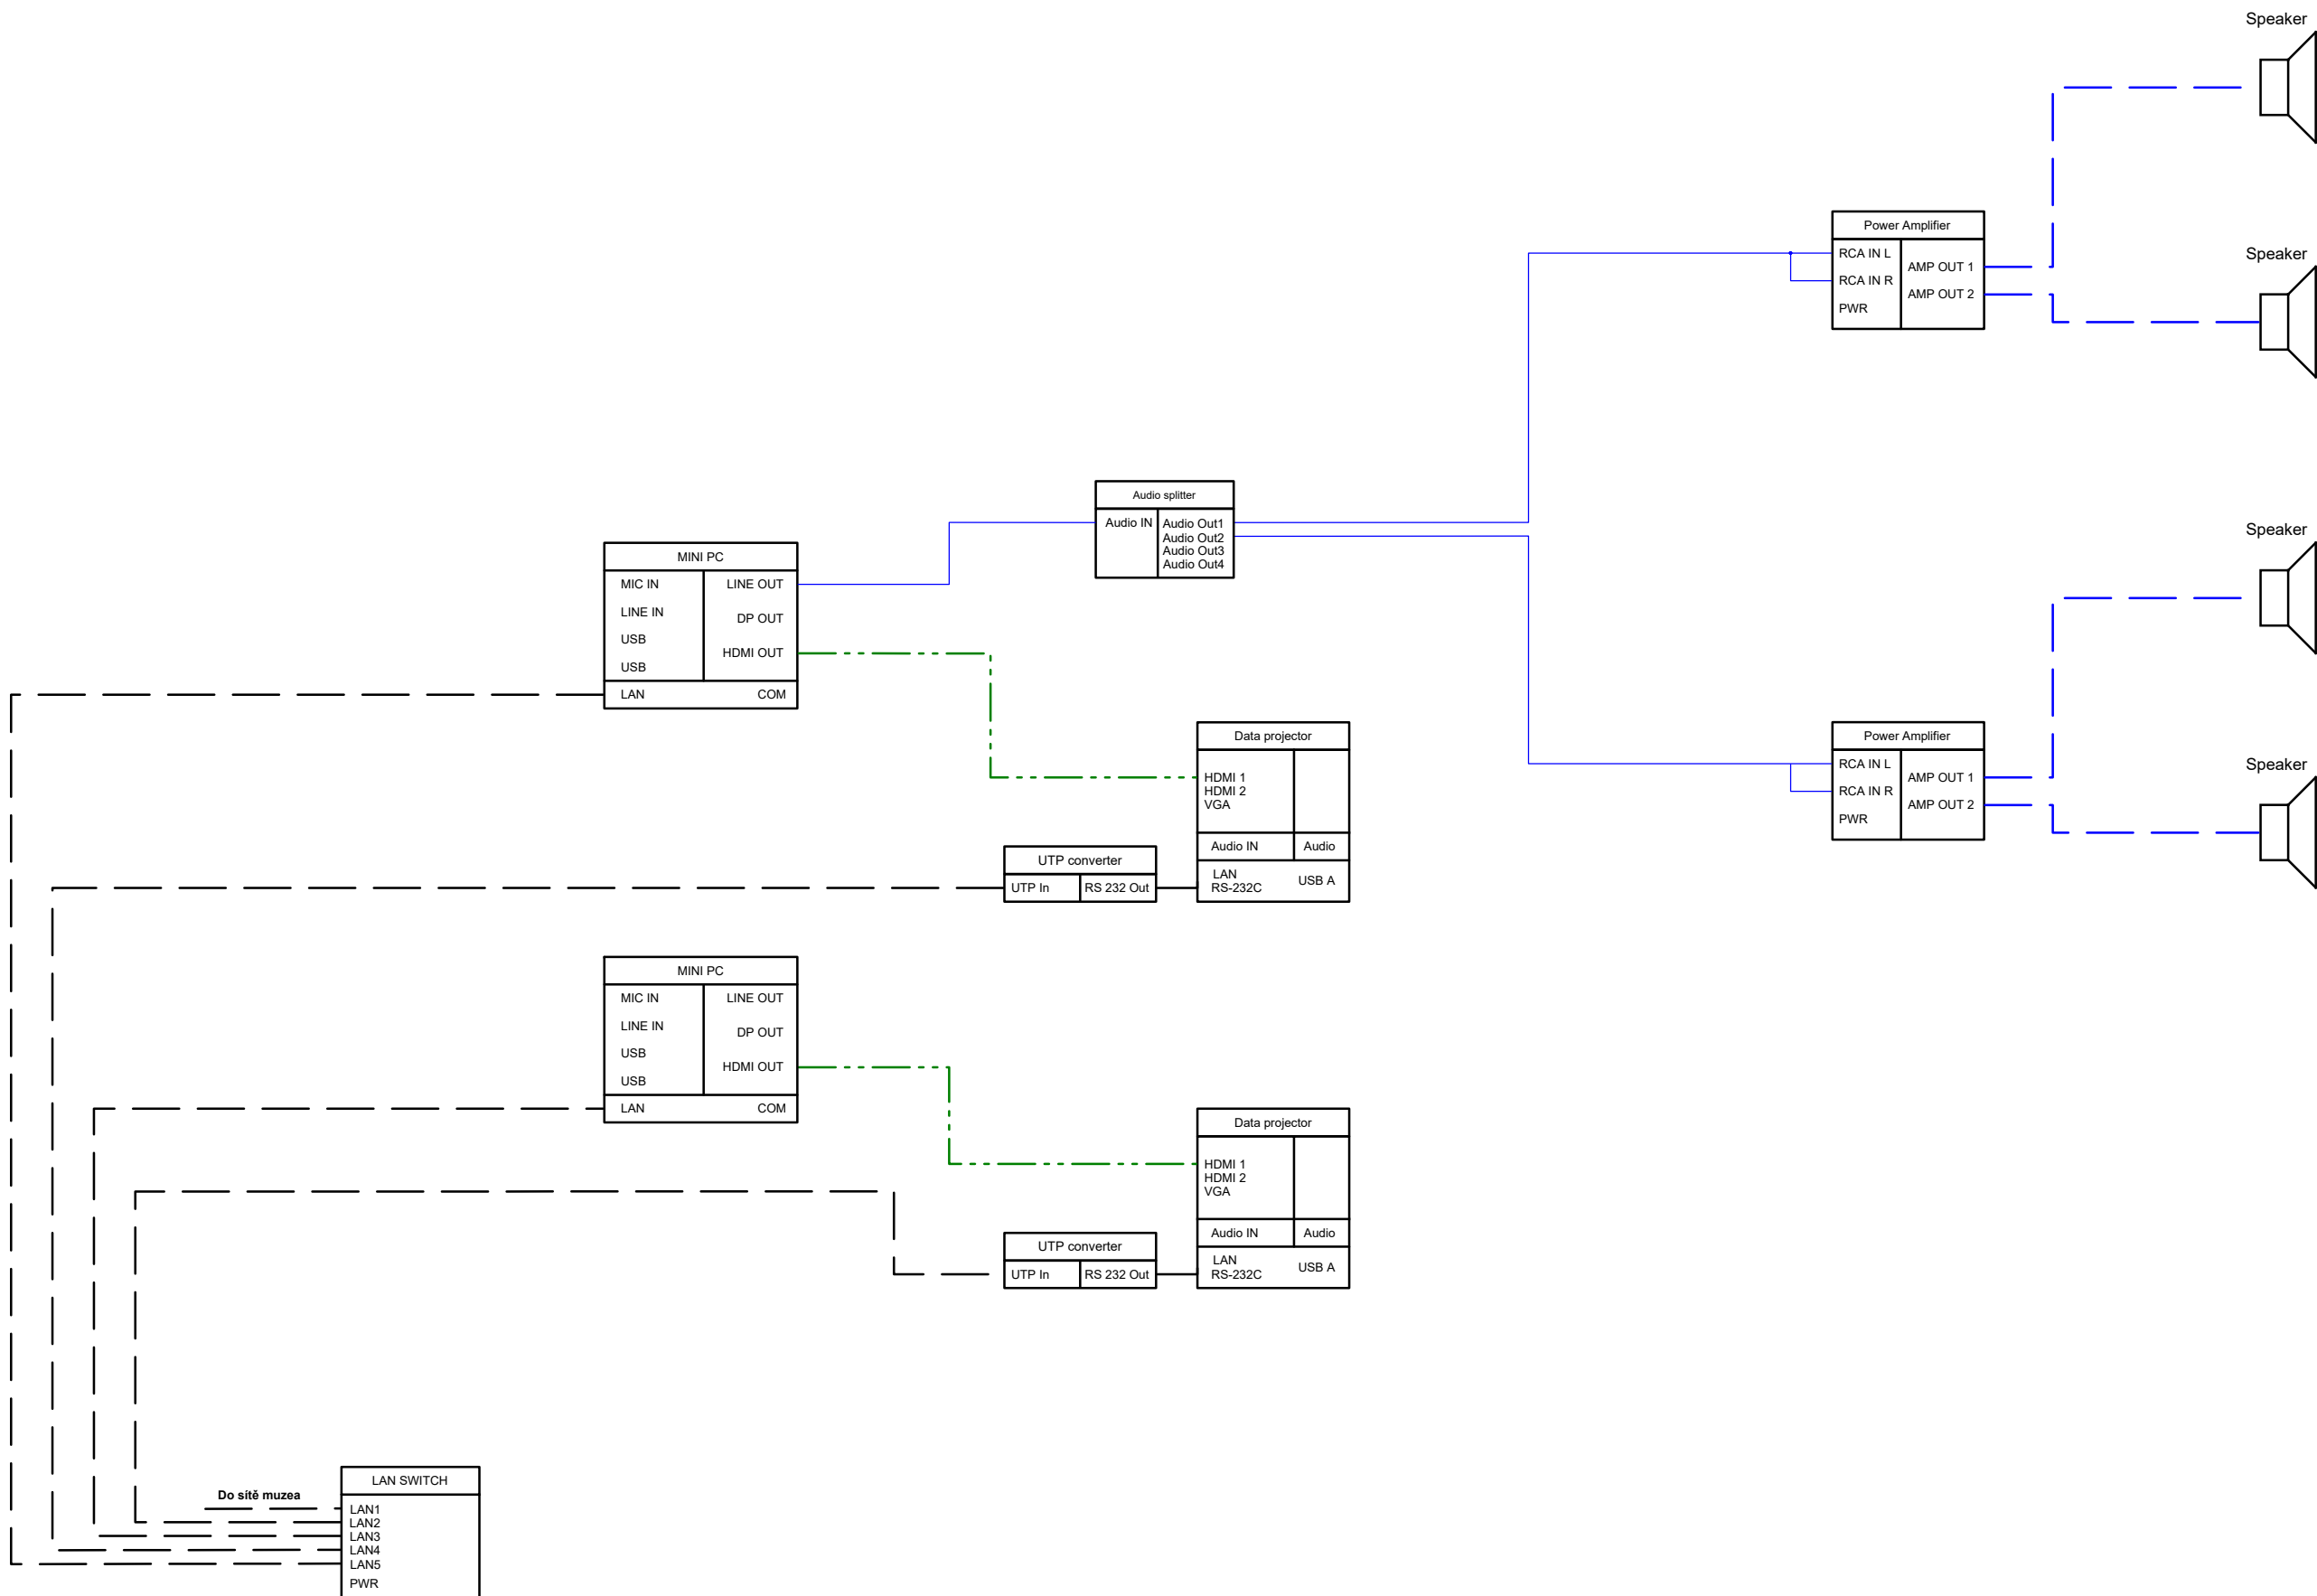 Speaker
Power Amplifier
RCA IN L
RCA IN R
PWR
AMP OUT 1
AMP OUT 2
Speaker
Audio splitter
Audio IN
Audio Out1
Audio Out2
Audio Out3
Audio Out4
Speaker
MINI PC
MIC IN
LINE IN
USB
USB
LINE OUT
DP OUT
HDMI OUT
LAN
COM
Data projector
HDMI 1
HDMI 2
VGA
Audio IN
Audio
LAN
RS-232C
USB A
Power Amplifier
RCA IN L
RCA IN R
PWR
AMP OUT 1
AMP OUT 2
Speaker
UTP converter
UTP In
RS 232 Out
MINI PC
MIC IN
LINE IN
USB
USB
LINE OUT
DP OUT
HDMI OUT
LAN
COM
Data projector
HDMI 1
HDMI 2
VGA
Audio IN
Audio
LAN
RS-232C
USB A
UTP converter
UTP In
RS 232 Out
Do sítě muzea
LAN SWITCH
LAN1
LAN2
LAN3
LAN4
LAN5
PWR